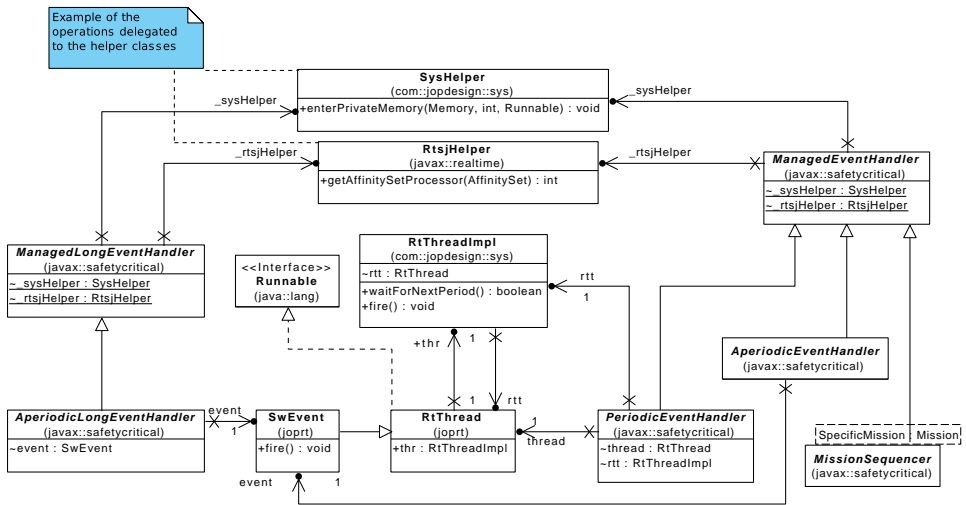 Example of the
operations delegated
to the helper classes
SysHelper
(com::jopdesign::sys)
+enterPrivateMemory(Memory, int, Runnable) : void
_sysHelper
_sysHelper
RtsjHelper
(javax::realtime)
+getAffinitySetProcessor(AffinitySet) : int
_rtsjHelper
_rtsjHelper
ManagedEventHandler
(javax::safetycritical)
~_sysHelper : SysHelper
~_rtsjHelper : RtsjHelper
ManagedLongEventHandler
(javax::safetycritical)
~_sysHelper : SysHelper
~_rtsjHelper : RtsjHelper
<<Interface>>
Runnable
(java::lang)
RtThreadImpl
(com::jopdesign::sys)
~rtt : RtThread
+waitForNextPeriod() : boolean
+fire() : void
rtt
1
+thr
1
1
rtt
AperiodicEventHandler
(javax::safetycritical)
AperiodicLongEventHandler
(javax::safetycritical)
~event : SwEvent
event
1
SwEvent
(joprt)
+fire() : void
event
1
RtThread
(joprt)
+thr : RtThreadImpl
1
thread
PeriodicEventHandler
(javax::safetycritical)
~thread : RtThread
~rtt : RtThreadImpl
SpecificMission : Mission
MissionSequencer
(javax::safetycritical)